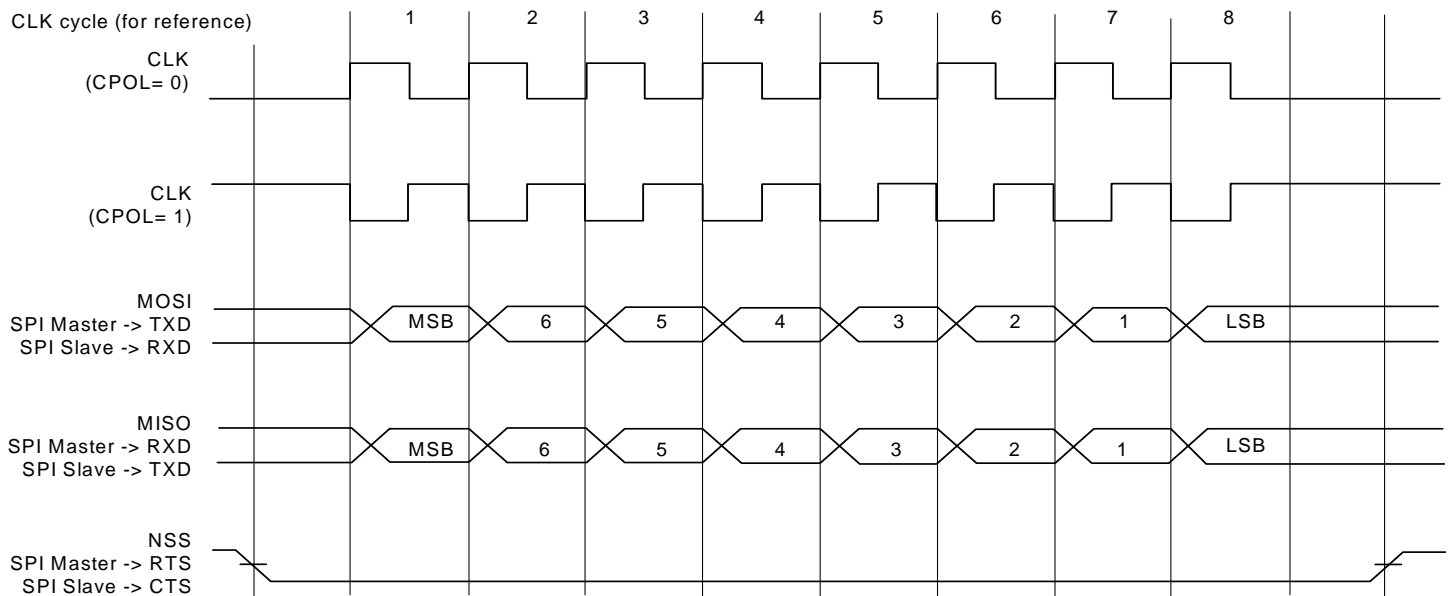 CLK cycle (for reference) 1 2 3 4 5 6 7 8
CLK
(CPOL= 0)
CLK
(CPOL= 1)
MOSI
SPI Master -> TXD
SPI Slave -> RXD
MSB 6 5 4 3 2 1 LSB
MISO
SPI Master -> RXD
SPI Slave -> TXD
MSB 6 5 4 3 2 1 LSB
NSS
SPI Master -> RTS
SPI Slave -> CTS